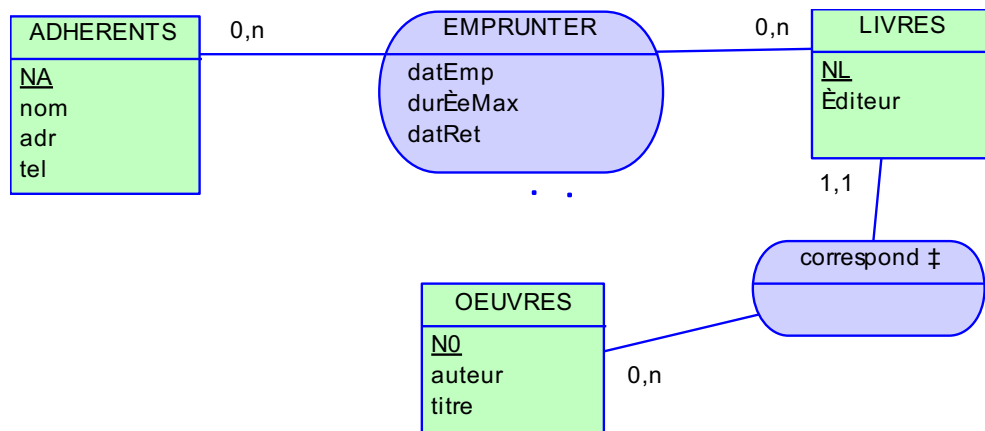 ADHERENTS
NA
nom
adr
tel
0,n
EMPRUNTER
datEmp
durÈeMax
datRet
0,n
LIVRES
NL
Èditeur
1,1
correspond ‡
OEUVRES
N0
auteur
titre
0,n